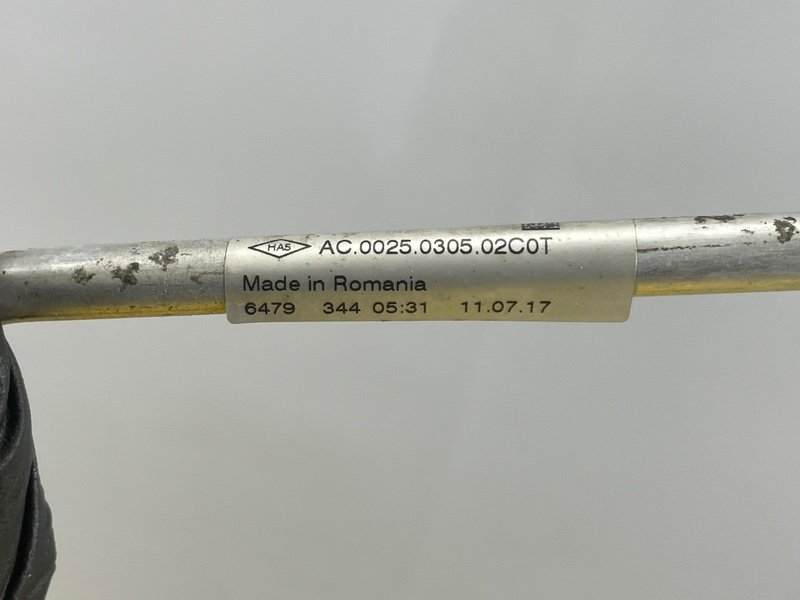 HA5 AC.0025.0305.02C0T
Made in Romania
6479 344 05:31 11.07.17